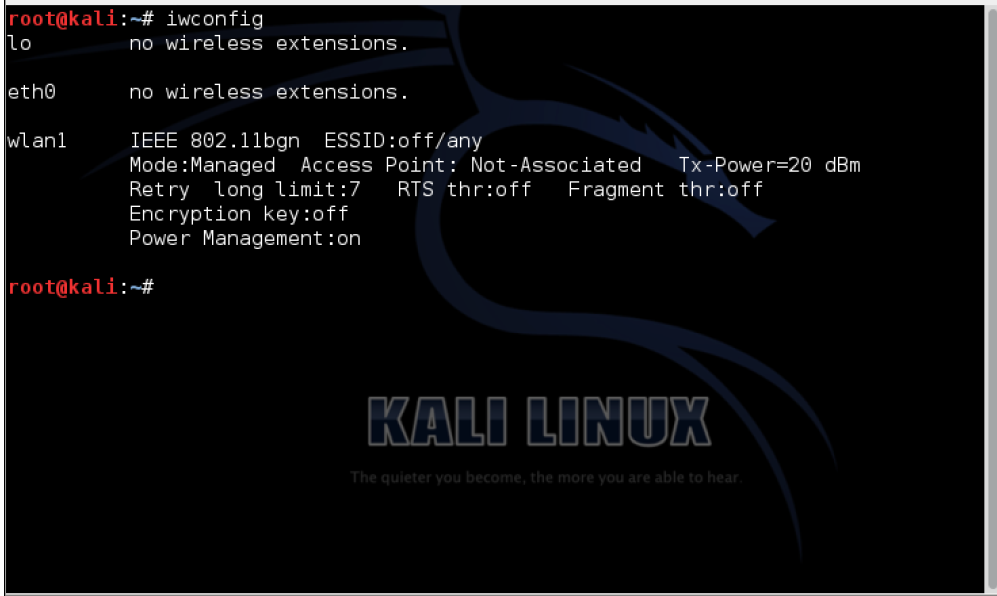 root@kali:~# iwconfig
lo        no wireless extensions.
eth0      no wireless extensions.
wlan1     IEEE 802.11bgn  ESSID:off/any
          Mode:Managed  Access Point: Not-Associated   Tx-Power=20 dBm
          Retry  long limit:7   RTS thr:off   Fragment thr:off
          Encryption key:off
          Power Management:on
root@kali:~#
KALI LINUX
The quieter you become, the more you are able to hear.